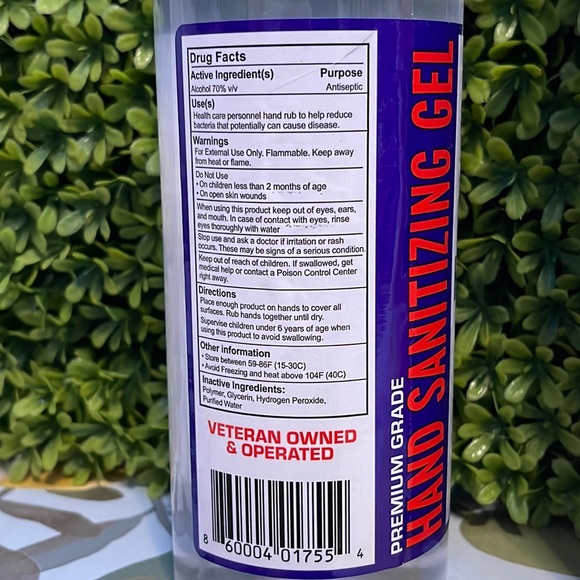 Drug Facts
Active Ingredient(s) Purpose
Alcohol 70% v/v Antiseptic
Use(s)
Health care personnel hand rub to help reduce
bacteria that potentially can cause disease.
Warnings
For External Use Only. Flammable. Keep away
from heat or flame.
Do Not Use
• On children less than 2 months of age
• On open skin wounds
When using this product keep out of eyes, ears,
and mouth. In case of contact with eyes, rinse
eyes thoroughly with water
Stop use and ask a doctor if irritation or rash
occurs. These may be signs of a serious condition.
Keep out of reach of children. If swallowed, get
medical help or contact a Poison Control Center
right away.
Directions
Place enough product on hands to cover all
surfaces. Rub hands together until dry.
Supervise children under 6 years of age when
using this product to avoid swallowing.
Other information
• Store between 59-86F (15-30C)
• Avoid Freezing and heat above 104F (40C)
Inactive Ingredients:
Polymer, Glycerin, Hydrogen Peroxide,
Purified Water
VETERAN OWNED
& OPERATED
8 60004 01755 4
PREMIUM GRADE
HAND SANITIZING GEL